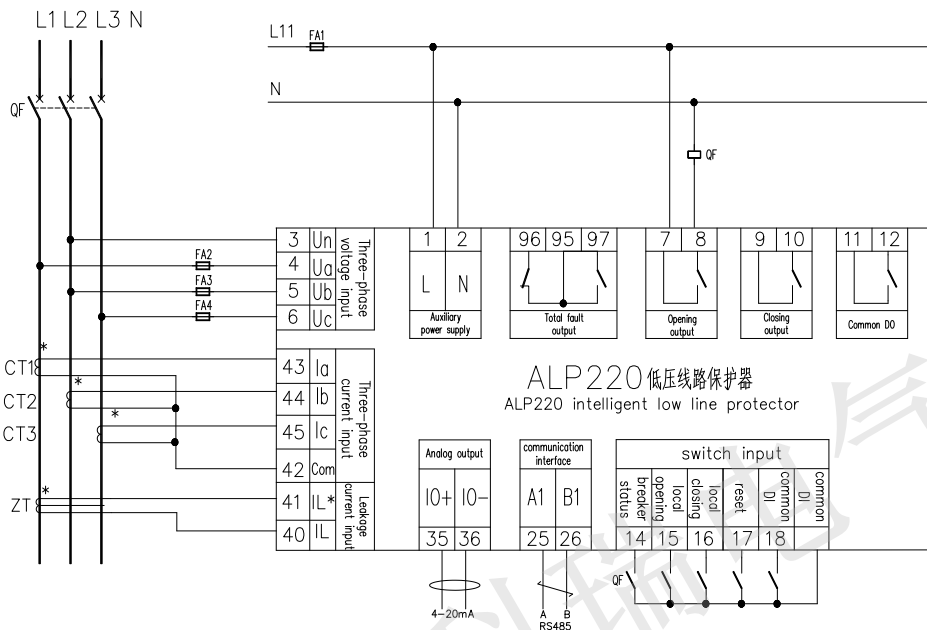 L1 L2 L3 N
L11 FA1
N
QF
QF
3 Un
4 Ua
5 Ub
6 Uc
Three-phase
voltage input
FA2
FA3
FA4
1 2
L N
Auxiliary
power supply
96 95 97
Total fault
output
7 8
Opening
output
9 10
Closing
output
11 12
Common DO
*
CT1
*
CT2
*
CT3
*
ZT
43 Ia
44 Ib
45 Ic
42 Com
Three-phase
current input
41 IL*
40 IL
Leakage
current input
ALP220低压线路保护器
ALP220 intelligent low line protector
Analog output
IO+ IO-
35 36
4-20mA
communication
interface
A1 B1
25 26
A B
RS485
switch input
breaker
status
local
opening
local
closing
reset
common
DI
common
DI
14 15 16 17 18
QF
科瑞电气